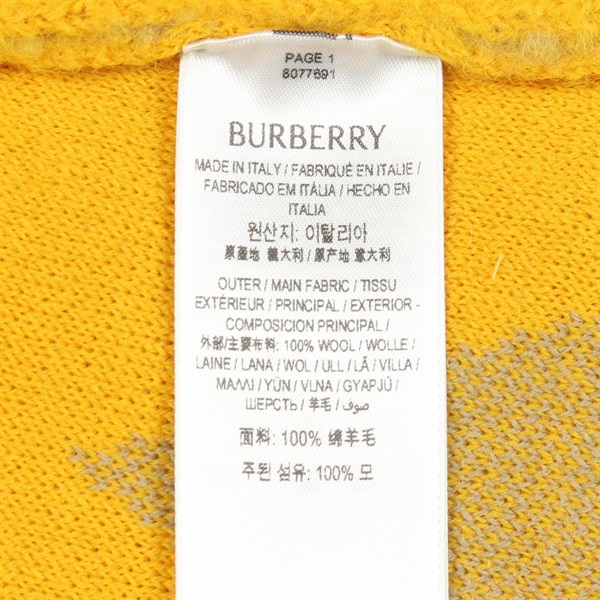 PAGE 1
8077691
BURBERRY
MADE IN ITALY / FABRIQUÉ EN ITALIE /
FABRICADO EM ITÁLIA / HECHO EN
ITALIA
원산지: 이탈리아
原產地 義大利 / 原产地 意大利
OUTER / MAIN FABRIC / TISSU
EXTÉRIEUR / PRINCIPAL / EXTERIOR -
COMPOSICION PRINCIPAL /
外部/主要布料: 100% WOOL / WOLLE /
LAINE / LANA / WOL / ULL / LÃ / VILLA /
ΜΑΛΛΙ / YÜN / VLNA / GYAPJÚ /
ШЕРСТЬ / 羊毛 / صوف
面料: 100% 绵羊毛
주된 섬유: 100% 모